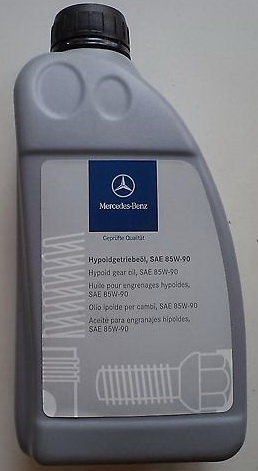 Mercedes-Benz
Geprüfte Qualität
Hypoidgetriebeöl, SAE 85W-90
Hypoid gear oil, SAE 85W-90
Huile pour engrenages hypoides,
SAE 85W-90
Olio ipoide per cambi, SAE 85W-90
Aceite para engranajes hipoides,
SAE 85W-90